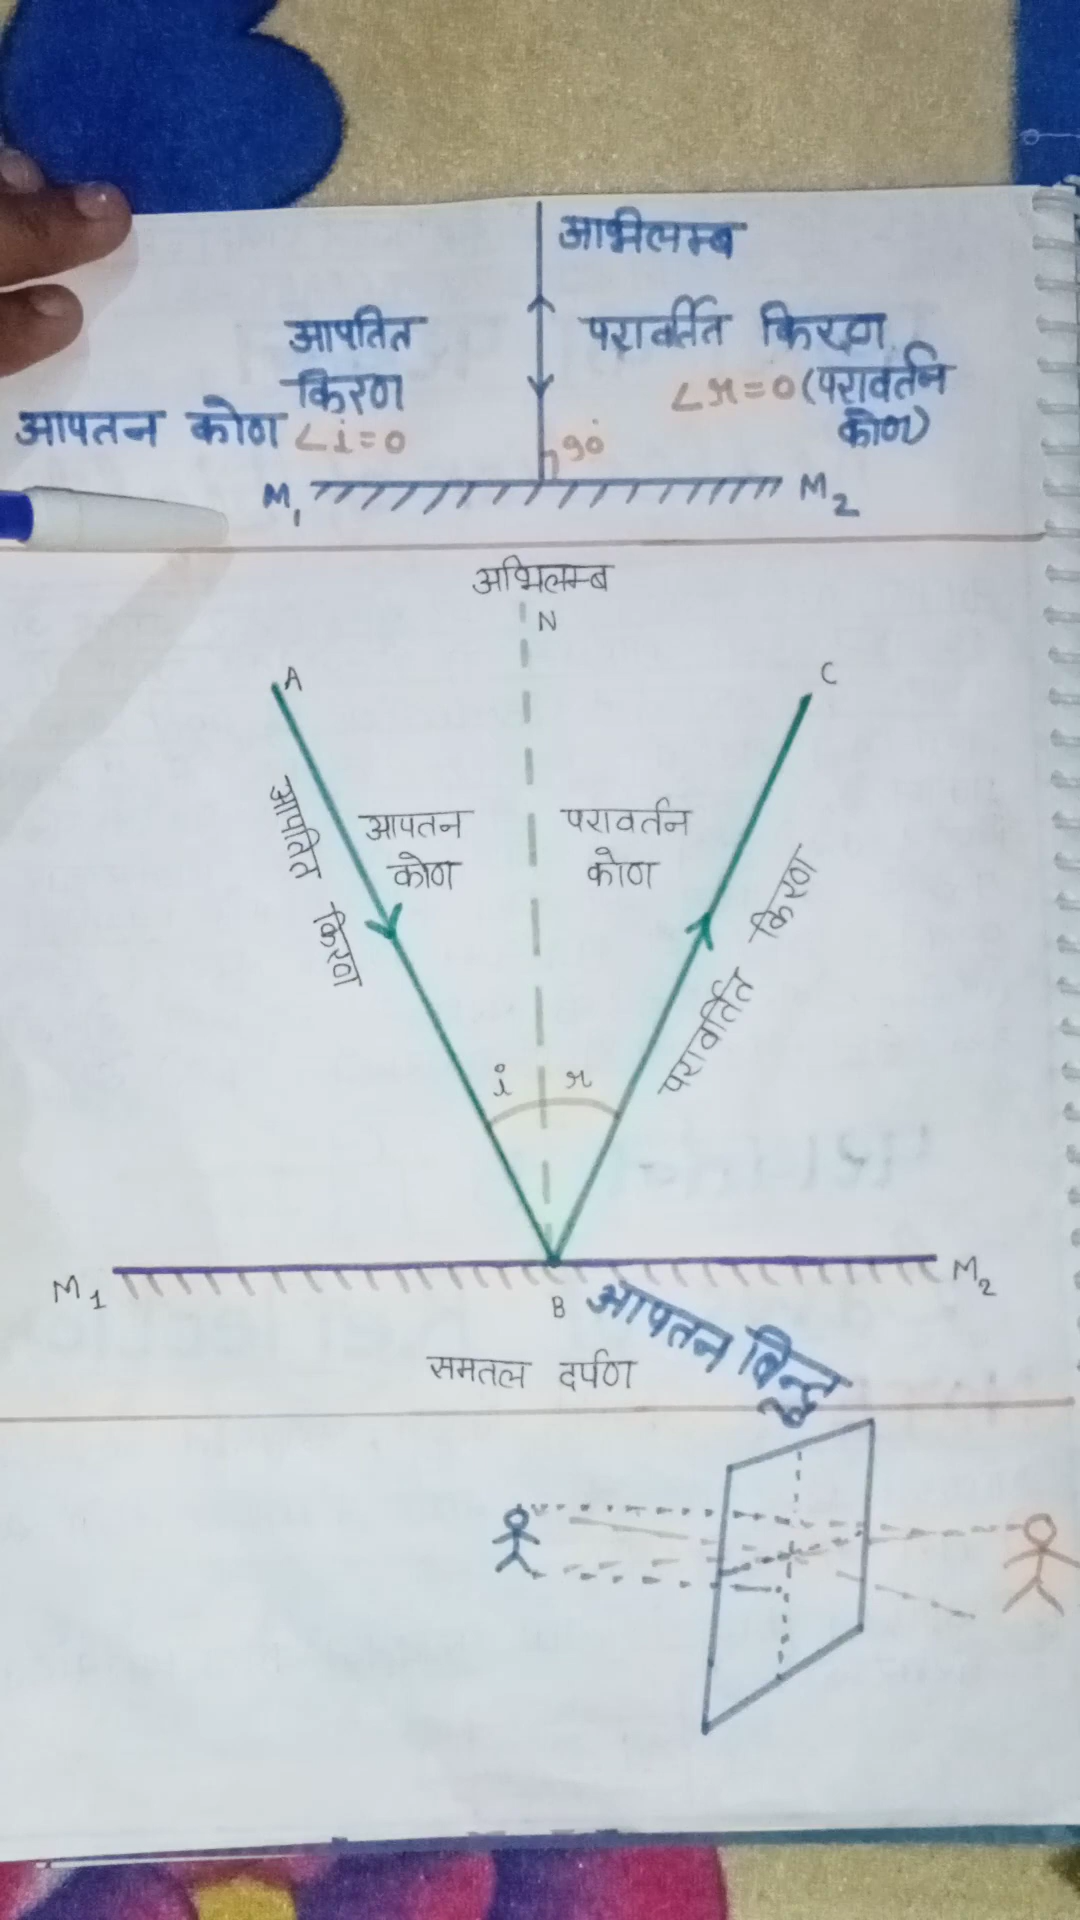 अभिलम्ब
आपतित
किरण
परावर्तित किरण
∠r=0 (परावर्तन
कोण)
आपतन कोण ∠i=0
90°
M1
M2
अभिलम्ब
N
A
C
आपतित किरण
आपतन
कोण
परावर्तन
कोण
परावर्तित किरण
i
r
M1
M2
B
आपतन बिन्दु
समतल दर्पण